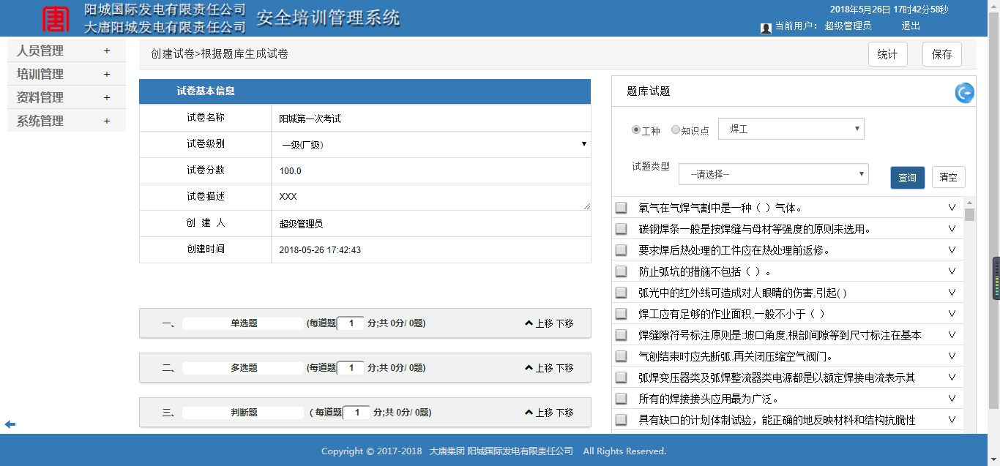 唐
阳城国际发电有限责任公司
大唐阳城发电有限责任公司
安全培训管理系统
2018年5月26日 17时42分58秒
当前用户： 超级管理员 退出
人员管理 +
培训管理 +
资料管理 +
系统管理 +
创建试卷>根据题库生成试卷
统计 保存
试卷基本信息
试卷名称 阳城第一次考试
试卷级别 一级(厂级)
试卷分数 100.0
试卷描述 XXX
创 建 人 超级管理员
创建时间 2018-05-26 17:42:43
一、 单选题 (每道题 1 分;共 0分/ 0题) 上移 下移
二、 多选题 (每道题 1 分;共 0分/ 0题) 上移 下移
三、 判断题 ( 每道题 1 分;共 0分/ 0题) 上移 下移
题库试题
工种 知识点 焊工
试题类型 --请选择-- 查询 清空
氧气在气焊气割中是一种（ ）气体。
碳钢焊条一般是按焊缝与母材等强度的原则来选用。
要求焊后热处理的工件应在热处理前返修。
防止弧坑的措施不包括（ ）。
弧光中的红外线可造成对人眼睛的伤害,引起( )
焊工应有足够的作业面积,一般不小于（ ）
焊缝隙符号标注原则是:坡口角度,根部间隙等到尺寸标注在基本
气刨结束时应先断弧,再关闭压缩空气阀门。
弧焊变压器类及弧焊整流器类电源都是以额定焊接电流表示其
所有的焊接接头应用最为广泛。
具有缺口的计划体制试验，能正确的地反映材料和结构抗脆性
Copyright © 2017-2018 大唐集团 阳城国际发电有限责任公司 All Rights Reserved.